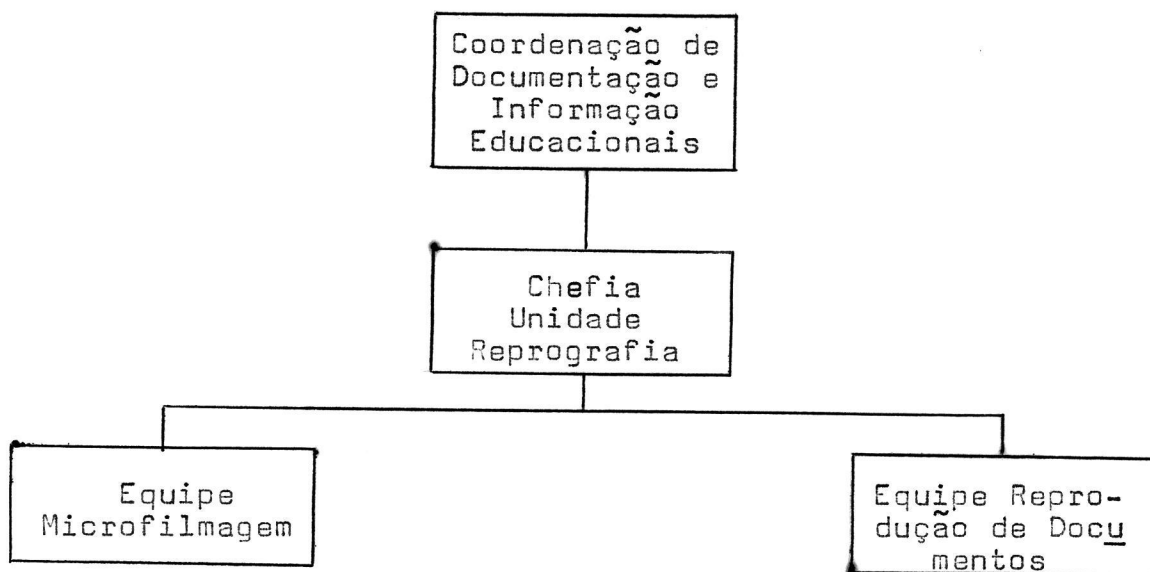 Coordenação de
Documentação e
Informação
Educacionais
Chefia
Unidade
Reprografia
Equipe
Microfilmagem
Equipe Repro-
dução de Docu
mentos